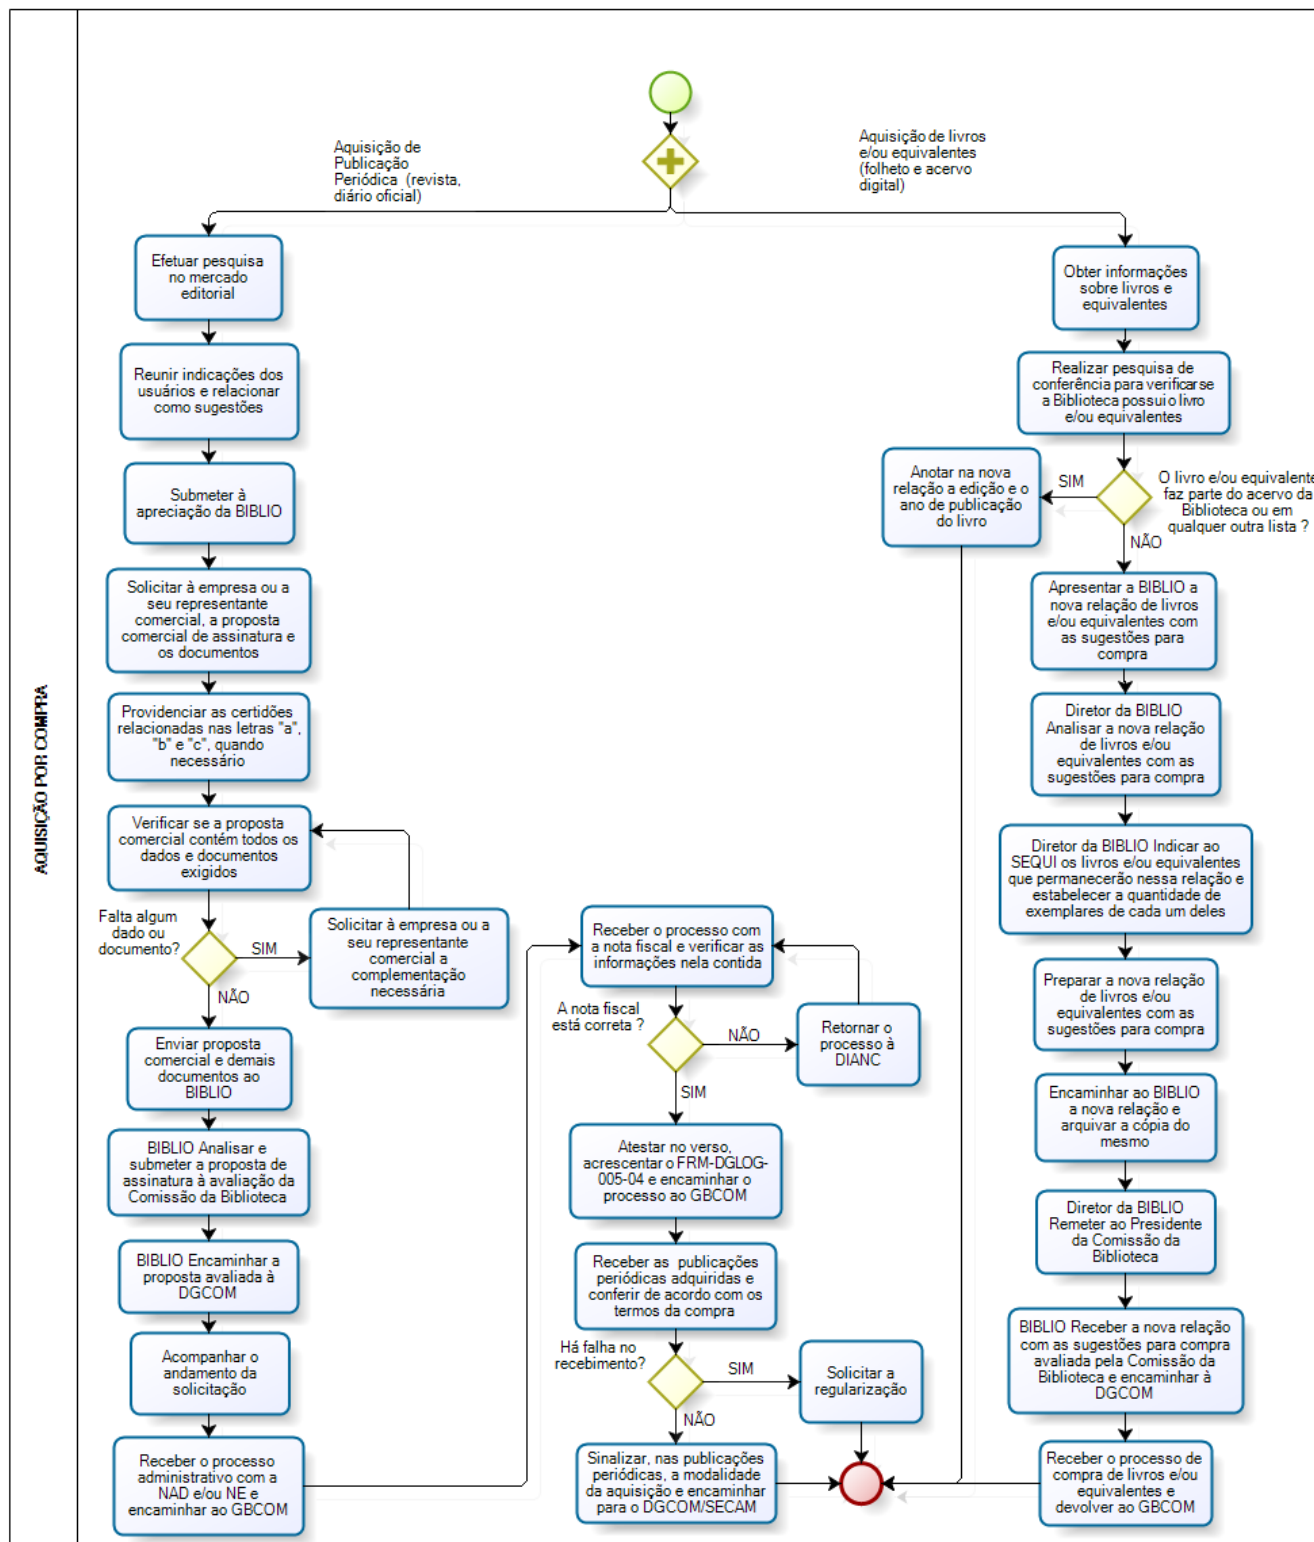 AQUISIÇÃO POR COMPRA
Aquisição de
Publicação
Periódica (revista,
diário oficial)
Aquisição de livros
e/ou equivalentes
(folheto e acervo
digital)
Efetuar pesquisa
no mercado
editorial
Reunir indicações dos
usuários e relacionar
como sugestões
Submeter à
apreciação da BIBLIO
Solicitar à empresa ou a
seu representante
comercial, a proposta
comercial de assinatura e
os documentos
Providenciar as certidões
relacionadas nas letras "a",
"b" e "c", quando
necessário
Verificar se a proposta
comercial contém todos os
dados e documentos
exigidos
Falta algum
dado ou
documento?
SIM
Solicitar à empresa ou a
seu representante
comercial a
complementação
necessária
NÃO
Enviar proposta
comercial e demais
documentos ao
BIBLIO
BIBLIO Analisar e
submeter a proposta de
assinatura à avaliação da
Comissão da Biblioteca
BIBLIO Encaminhar a
proposta avaliada à
DGCOM
Acompanhar o
andamento da
solicitação
Receber o processo
administrativo com a
NAD e/ou NE e
encaminhar ao GBCOM
Receber o processo com
a nota fiscal e verificar as
informações nela contida
A nota fiscal
está correta ?
NÃO
Retornar o
processo à
DIANC
SIM
Atestar no verso,
acrescentar o FRM-DGLOG-
005-04 e encaminhar o
processo ao GBCOM
Receber as publicações
periódicas adquiridas e
conferir de acordo com os
termos da compra
Há falha no
recebimento?
SIM
Solicitar a
regularização
NÃO
Sinalizar, nas publicações
periódicas, a modalidade
da aquisição e encaminhar
para o DGCOM/SECAM
Obter informações
sobre livros e
equivalentes
Realizar pesquisa de
conferência para verificar se
a Biblioteca possui o livro
e/ou equivalentes
O livro e/ou equivalente
faz parte do acervo da
Biblioteca ou em
qualquer outra lista ?
SIM
Anotar na nova
relação a edição e o
ano de publicação
do livro
NÃO
Apresentar a BIBLIO a
nova relação de livros
e/ou equivalentes com
as sugestões para
compra
Diretor da BIBLIO
Analisar a nova relação
de livros e/ou
equivalentes com as
sugestões para compra
Diretor da BIBLIO Indicar ao
SEQUI os livros e/ou equivalentes
que permanecerão nessa relação e
estabelecer a quantidade de
exemplares de cada um deles
Preparar a nova relação
de livros e/ou
equivalentes com as
sugestões para compra
Encaminhar ao BIBLIO
a nova relação e
arquivar a cópia do
mesmo
Diretor da BIBLIO
Remeter ao Presidente
da Comissão da
Biblioteca
BIBLIO Receber a nova relação
com as sugestões para compra
avaliada pela Comissão da
Biblioteca e encaminhar à
DGCOM
Receber o processo de
compra de livros e/ou
equivalentes e
devolver ao GBCOM